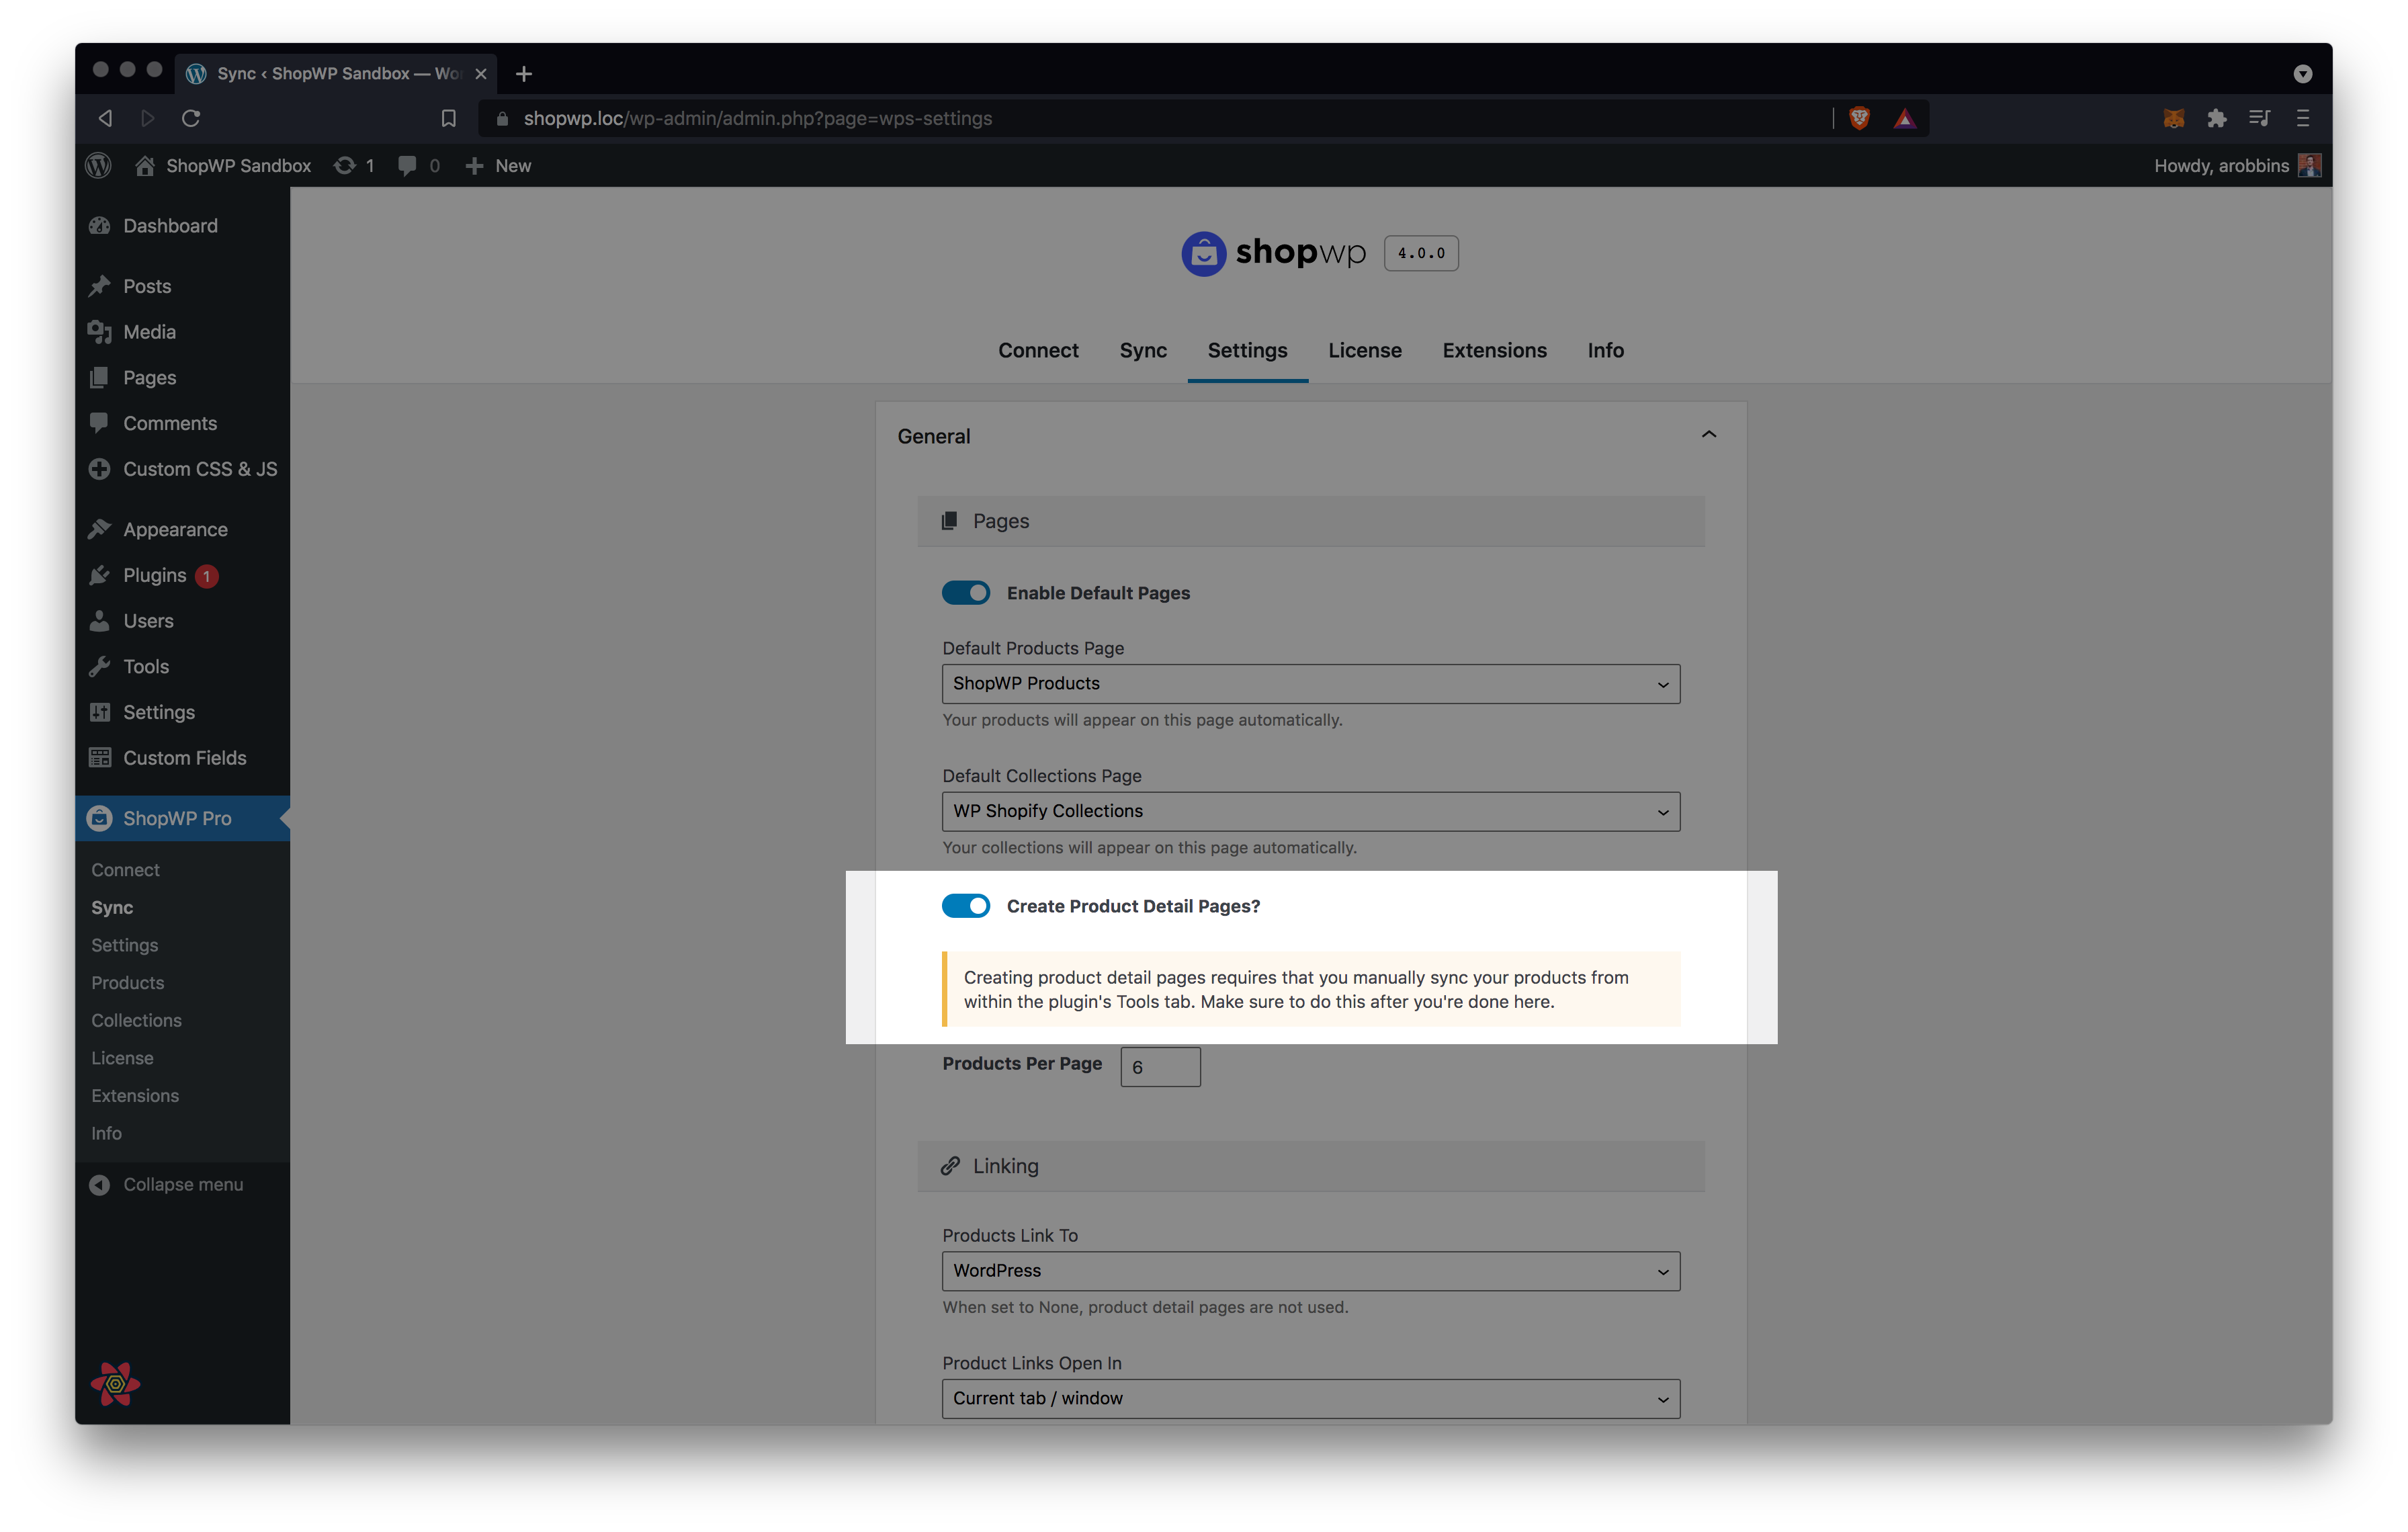 Sync ‹ ShopWP Sandbox — Wo
shopwp.loc/wp-admin/admin.php?page=wps-settings
ShopWP Sandbox 1 0 New
Howdy, arobbins
Dashboard
Posts
Media
Pages
Comments
Custom CSS & JS
Appearance
Plugins 1
Users
Tools
Settings
Custom Fields
ShopWP Pro
Connect
Sync
Settings
Products
Collections
License
Extensions
Info
Collapse menu
shopwp 4.0.0
Connect Sync Settings License Extensions Info
General
Pages
Enable Default Pages
Default Products Page
ShopWP Products
Your products will appear on this page automatically.
Default Collections Page
WP Shopify Collections
Your collections will appear on this page automatically.
Create Product Detail Pages?
Creating product detail pages requires that you manually sync your products from
within the plugin's Tools tab. Make sure to do this after you're done here.
Products Per Page 6
Linking
Products Link To
WordPress
When set to None, product detail pages are not used.
Product Links Open In
Current tab / window